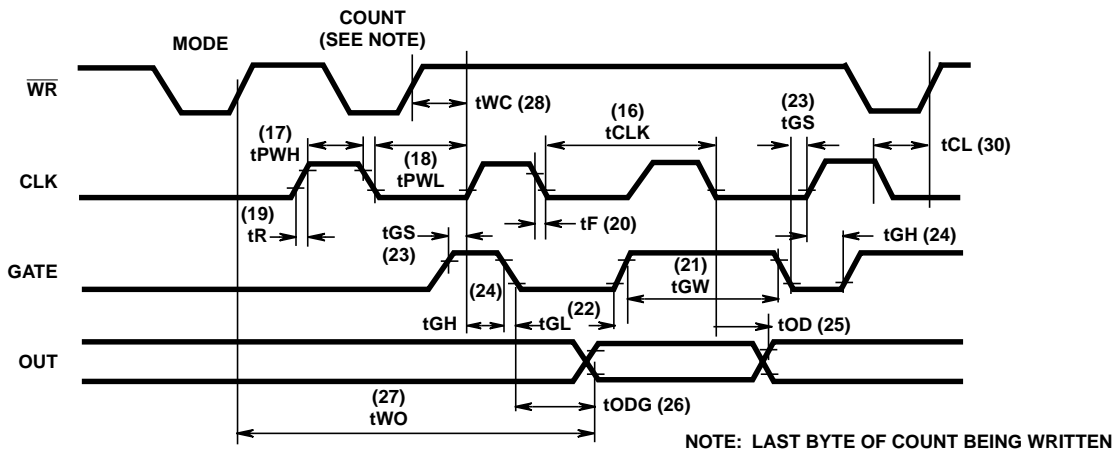 COUNT
MODE (SEE NOTE)
WR
tWC (28)
(16)
tCLK
(23)
tGS
tCL (30)
(17)
tPWH
(18)
tPWL
CLK
(19)
tR
tGS
(23)
tF (20)
tGH (24)
GATE
(24)
tGH
(22)
tGL
(21)
tGW
tOD (25)
OUT
(27)
tWO
tODG (26)
NOTE: LAST BYTE OF COUNT BEING WRITTEN